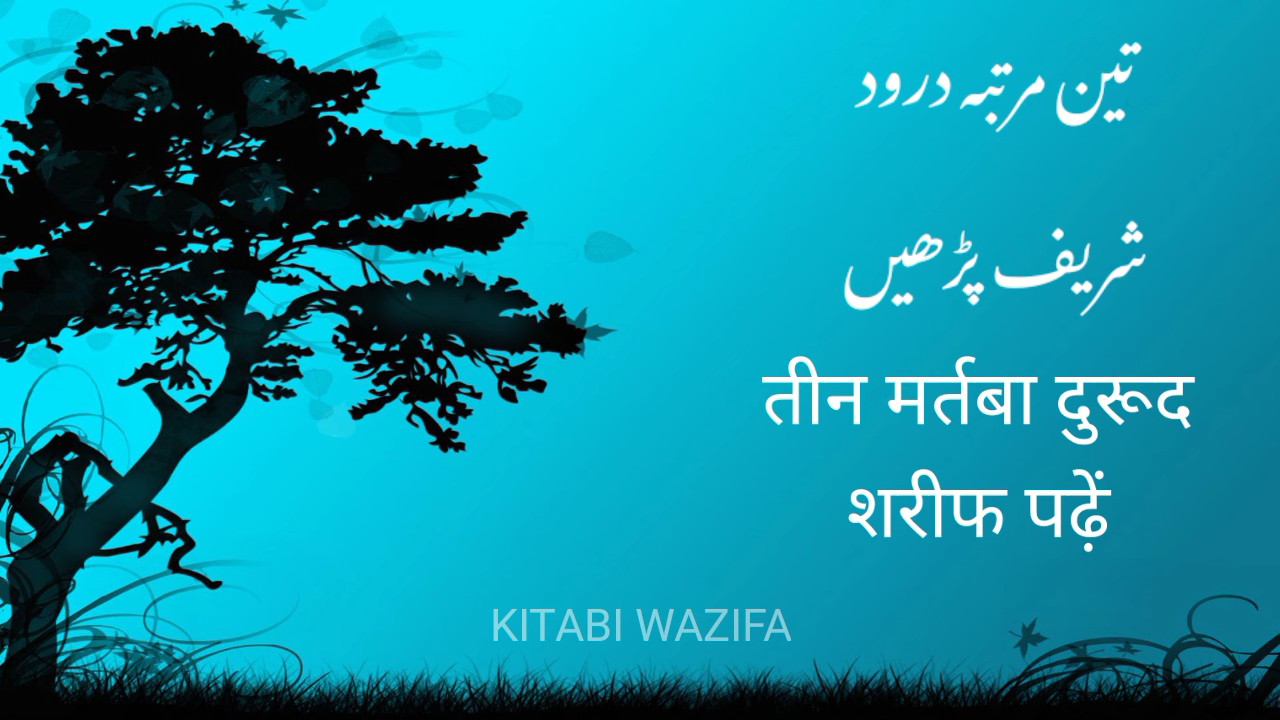 تین مرتبہ درود
شریف پڑھیں
तीन मर्तबा दुरूद
शरीफ पढ़ें
KITABI WAZIFA